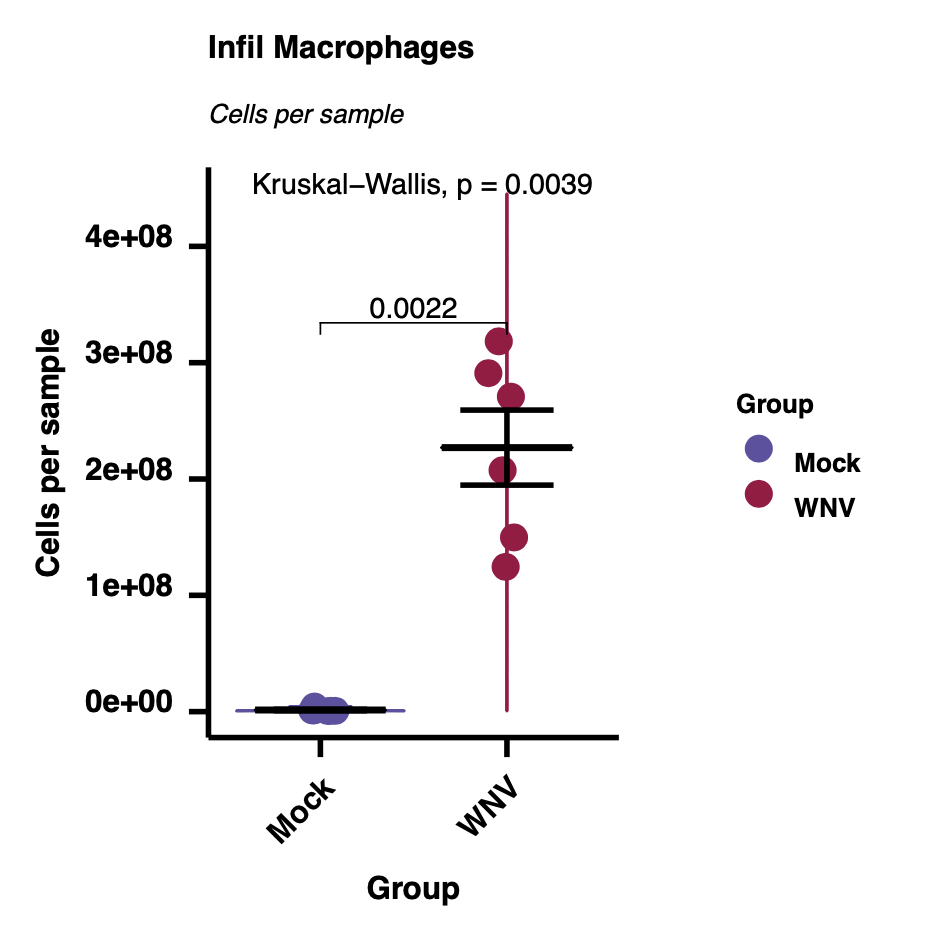 Infil Macrophages
Cells per sample
Kruskal−Wallis, p = 0.0039
0.0022
4e+08
3e+08
2e+08
1e+08
0e+00
Cells per sample
Mock
WNV
Group
Group
Mock
WNV